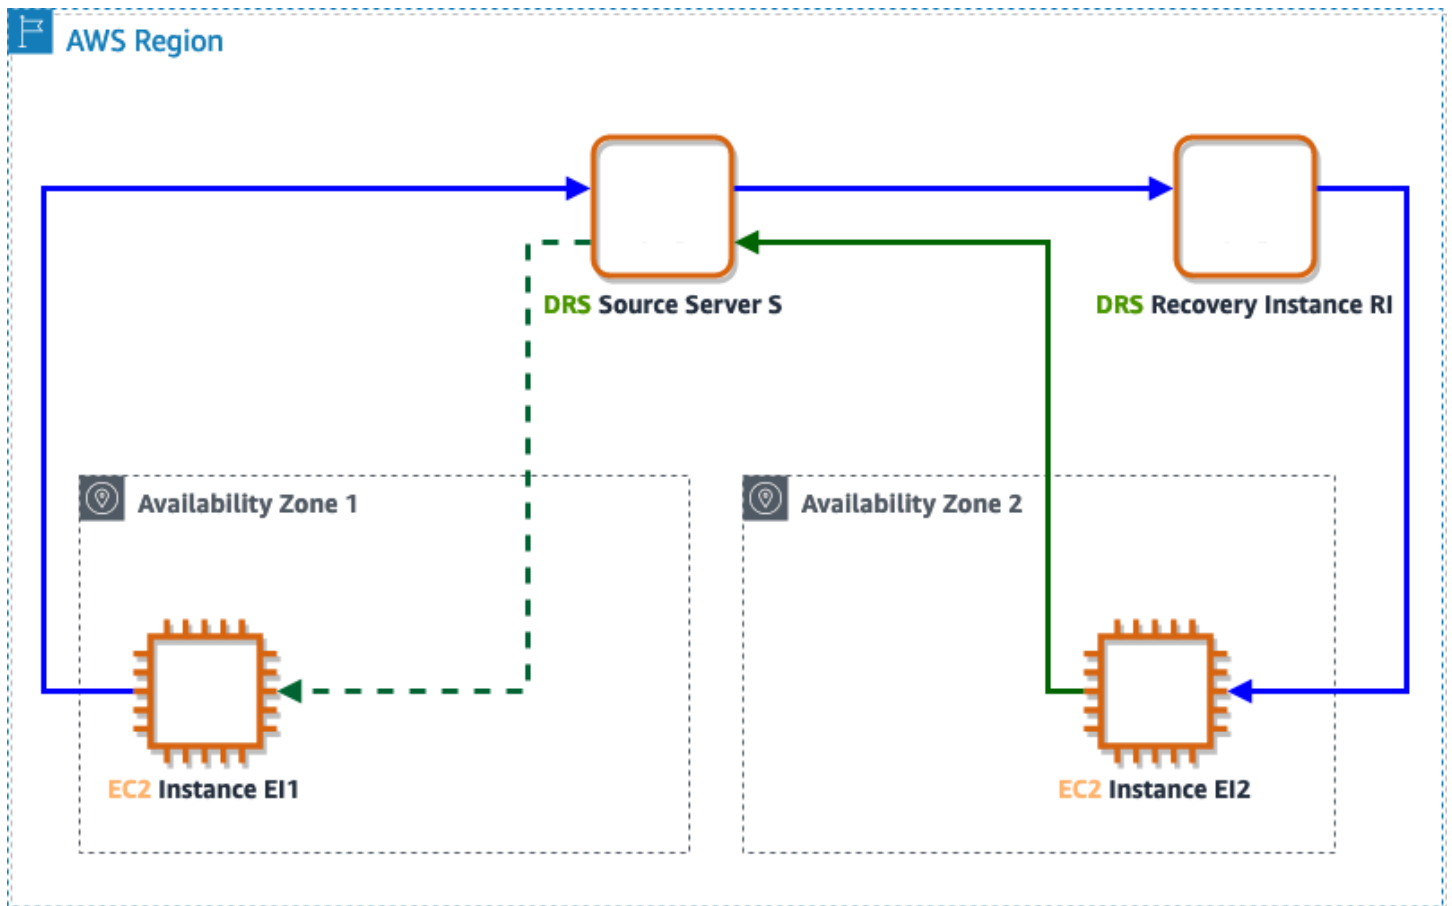 AWS Region
DRS Source Server S
DRS Recovery Instance RI
Availability Zone 1
Availability Zone 2
EC2 Instance EI1
EC2 Instance EI2